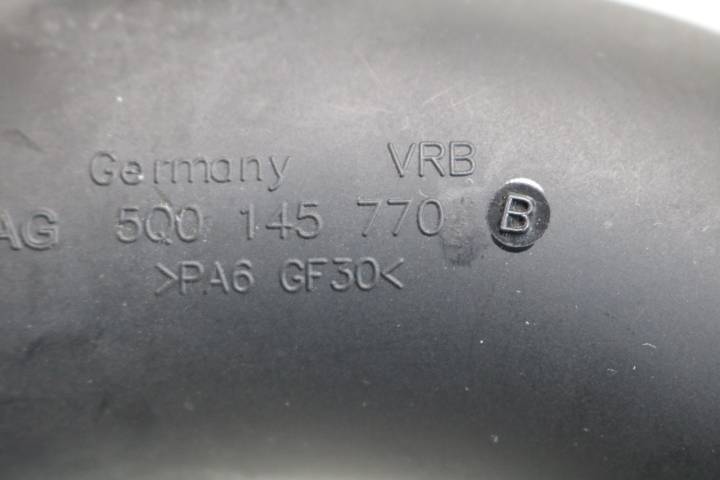 Germany VRB
AG 5Q0 145 770 B
>PA6 GF30<